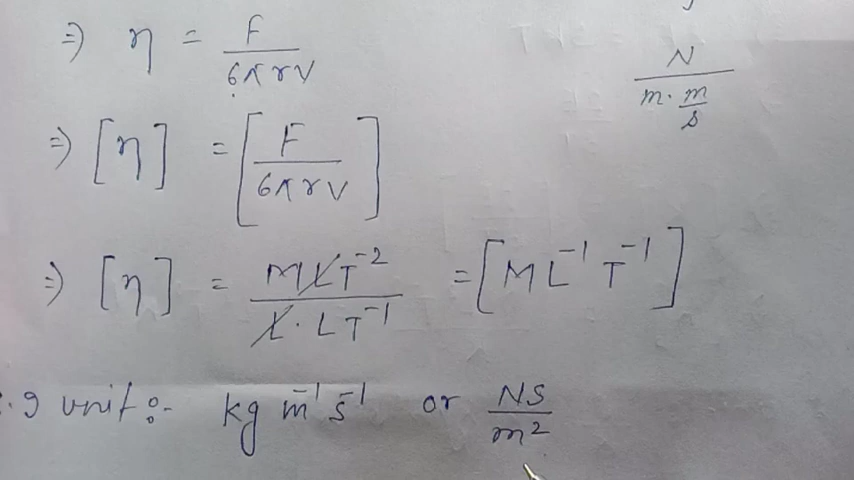 ⇒ η = F / 6πrv
N / m · m/s
⇒ [η] = [F / 6πrv]
⇒ [η] = MLT⁻² / L · LT⁻¹ = [ML⁻¹T⁻¹]
S.I unit :- kg m⁻¹ s⁻¹ or NS / m²